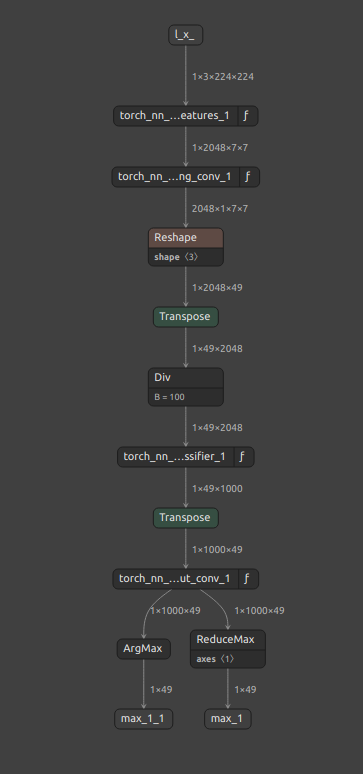 l_x_
1×3×224×224
torch_nn_...eatures_1 ƒ
1×2048×7×7
torch_nn_...ng_conv_1 ƒ
2048×1×7×7
Reshape
shape ⟨3⟩
1×2048×49
Transpose
1×49×2048
Div
B = 100
1×49×2048
torch_nn_...ssifier_1 ƒ
1×49×1000
Transpose
1×1000×49
torch_nn_...ut_conv_1 ƒ
1×1000×49 1×1000×49
ArgMax
ReduceMax
axes ⟨1⟩
1×49 1×49
max_1_1 max_1